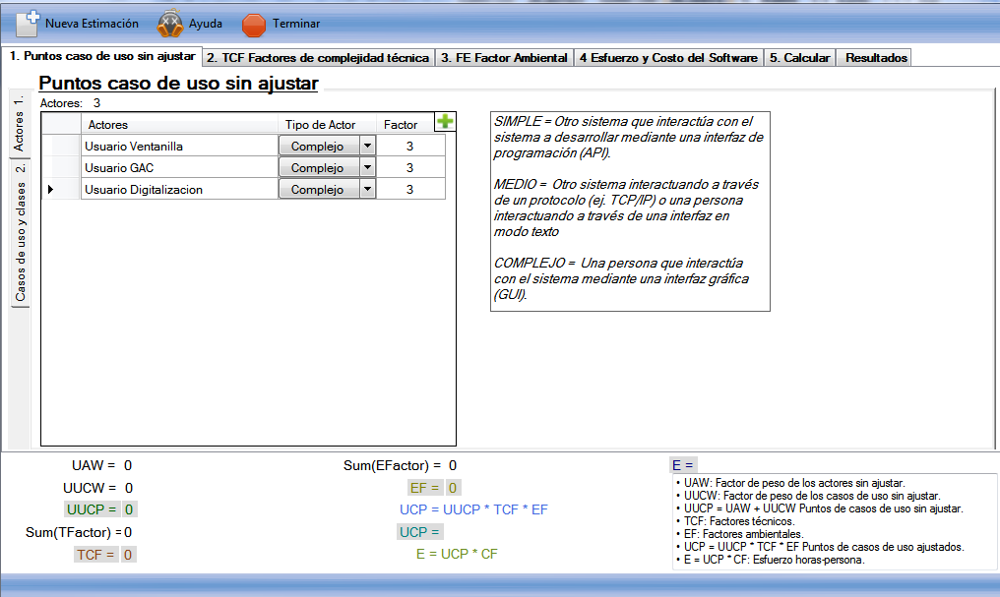 Nueva Estimación
Ayuda
Terminar
1. Puntos caso de uso sin ajustar
2. TCF Factores de complejidad técnica
3. FE Factor Ambiental
4 Esfuerzo y Costo del Software
5. Calcular
Resultados
Actores 1.
Casos de uso y clases 2.
Puntos caso de uso sin ajustar
Actores: 3
Actores Tipo de Actor Factor
Usuario Ventanilla Complejo 3
Usuario GAC Complejo 3
Usuario Digitalizacion Complejo 3
SIMPLE = Otro sistema que interactúa con el
sistema a desarrollar mediante una interfaz de
programación (API).
MEDIO = Otro sistema interactuando a través
de un protocolo (ej. TCP/IP) o una persona
interactuando a través de una interfaz en
modo texto
COMPLEJO = Una persona que interactúa
con el sistema mediante una interfaz gráfica
(GUI).
UAW = 0
UUCW = 0
UUCP = 0
Sum(TFactor) = 0
TCF = 0
Sum(EFactor) = 0
EF = 0
UCP = UUCP * TCF * EF
UCP =
E = UCP * CF
E =
• UAW: Factor de peso de los actores sin ajustar.
• UUCW: Factor de peso de los casos de uso sin ajustar.
• UUCP = UAW + UUCW Puntos de casos de uso sin ajustar.
• TCF: Factores técnicos.
• EF: Factores ambientales.
• UCP = UUCP * TCF * EF Puntos de casos de uso ajustados.
• E = UCP * CF: Esfuerzo horas-persona.